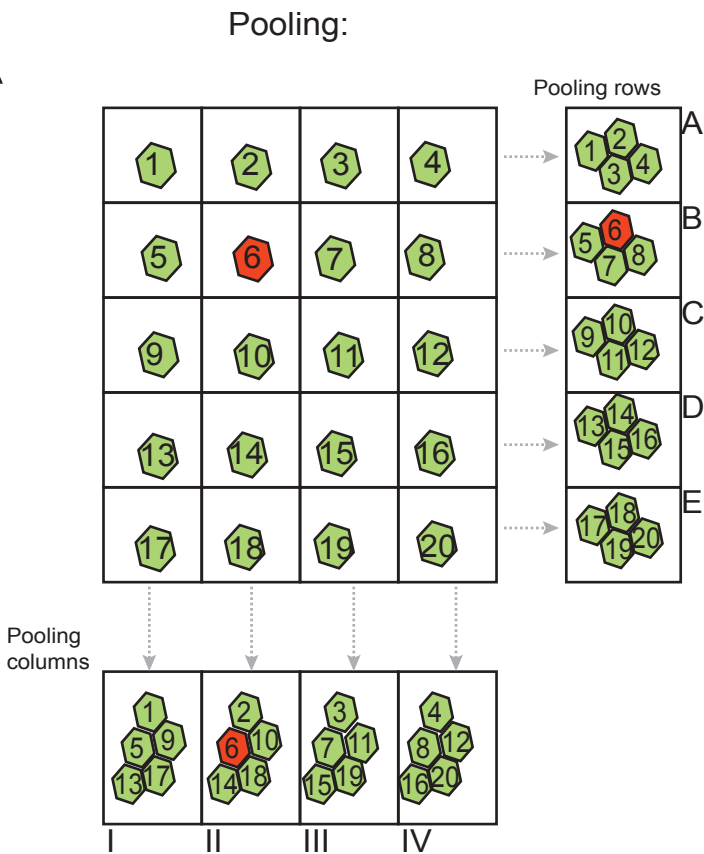 Pooling:
Pooling rows
1 2 3 4
1 2 3 4 A
5 6 7 8
5 6 7 8 B
9 10 11 12
9 10 11 12 C
13 14 15 16
13 14 15 16 D
17 18 19 20
17 18 19 20 E
Pooling
columns
1 2 3 4
5 9 6 10 7 11 8 12
13 17 14 18 15 19 16 20
I II III IV